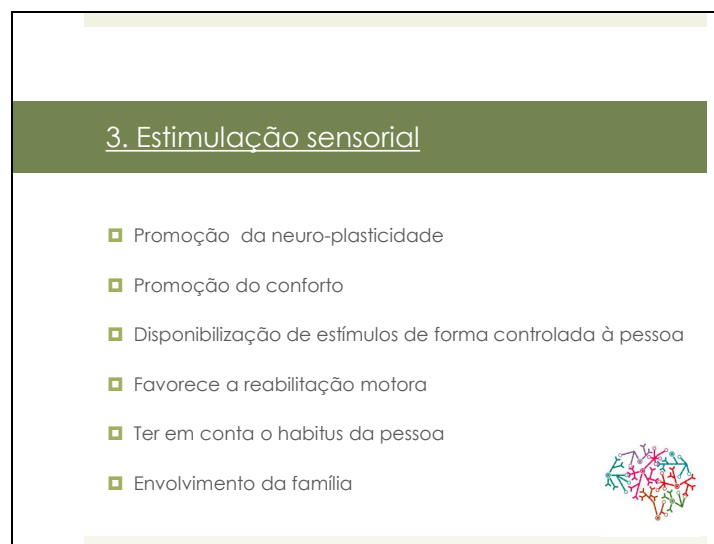 3. Estimulação sensorial
Promoção da neuro-plasticidade
Promoção do conforto
Disponibilização de estímulos de forma controlada à pessoa
Favorece a reabilitação motora
Ter em conta o habitus da pessoa
Envolvimento da família